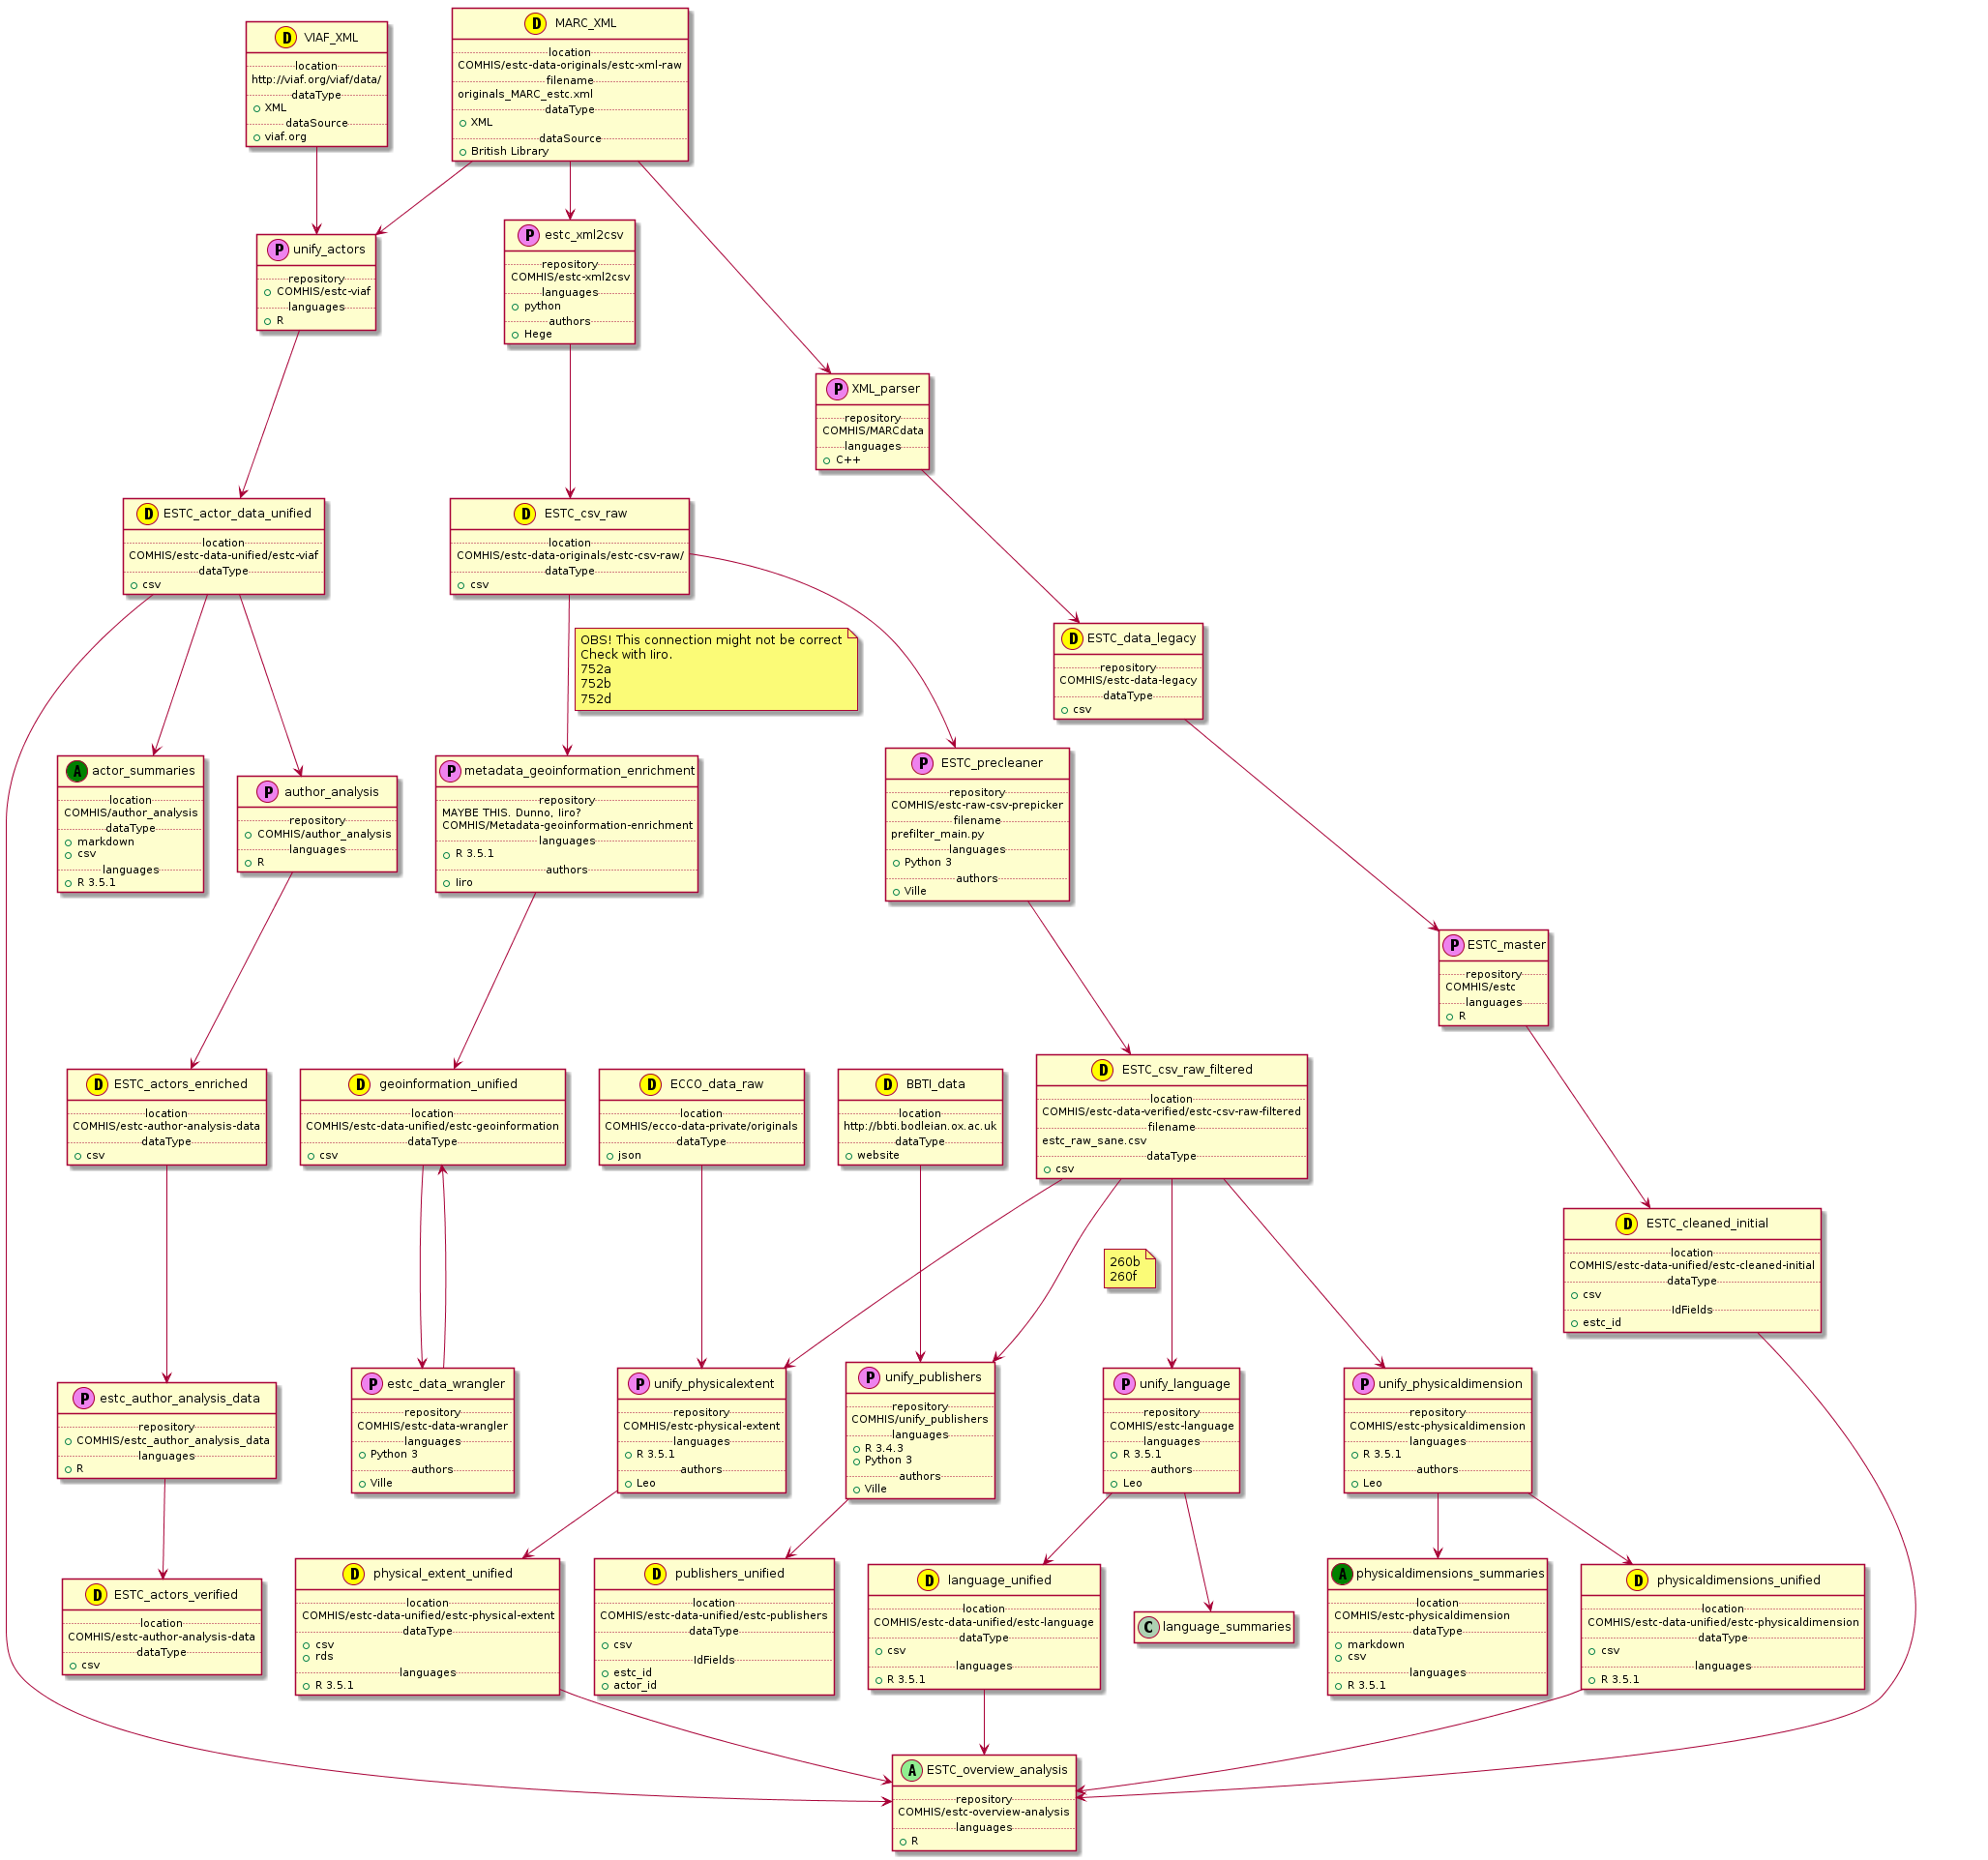 D VIAF_XML
location
http://viaf.org/viaf/data/
dataType
XML
dataSource
viaf.org
D MARC_XML
location
COMHIS/estc-data-originals/estc-xml-raw
filename
originals_MARC_estc.xml
dataType
XML
dataSource
British Library
P unify_actors
repository
COMHIS/estc-viaf
languages
R
P estc_xml2csv
repository
COMHIS/estc-xml2csv
languages
python
authors
Hege
P XML_parser
repository
COMHIS/MARCdata
languages
C++
D ESTC_actor_data_unified
location
COMHIS/estc-data-unified/estc-viaf
dataType
csv
D ESTC_csv_raw
location
COMHIS/estc-data-originals/estc-csv-raw/
dataType
csv
OBS! This connection might not be correct
Check with Iiro.
752a
752b
752d
D ESTC_data_legacy
repository
COMHIS/estc-data-legacy
dataType
csv
A actor_summaries
location
COMHIS/author_analysis
dataType
markdown
csv
languages
R 3.5.1
P author_analysis
repository
COMHIS/author_analysis
languages
R
P metadata_geoinformation_enrichment
repository
MAYBE THIS. Dunno, Iiro?
COMHIS/Metadata-geoinformation-enrichment
languages
R 3.5.1
authors
Iiro
P ESTC_precleaner
repository
COMHIS/estc-raw-csv-prepicker
filename
prefilter_main.py
languages
Python 3
authors
Ville
P ESTC_master
repository
COMHIS/estc
languages
R
D ESTC_actors_enriched
location
COMHIS/estc-author-analysis-data
dataType
csv
D geoinformation_unified
location
COMHIS/estc-data-unified/estc-geoinformation
dataType
csv
D ECCO_data_raw
location
COMHIS/ecco-data-private/originals
dataType
json
D BBTI_data
location
http://bbti.bodleian.ox.ac.uk
dataType
website
D ESTC_csv_raw_filtered
location
COMHIS/estc-data-verified/estc-csv-raw-filtered
filename
estc_raw_sane.csv
dataType
csv
260b
260f
D ESTC_cleaned_initial
location
COMHIS/estc-data-unified/estc-cleaned-initial
dataType
csv
IdFields
estc_id
P estc_author_analysis_data
repository
COMHIS/estc_author_analysis_data
languages
R
P estc_data_wrangler
repository
COMHIS/estc-data-wrangler
languages
Python 3
authors
Ville
P unify_physicalextent
repository
COMHIS/estc-physical-extent
languages
R 3.5.1
authors
Leo
P unify_publishers
repository
COMHIS/unify_publishers
languages
R 3.4.3
Python 3
authors
Ville
P unify_language
repository
COMHIS/estc-language
languages
R 3.5.1
authors
Leo
P unify_physicaldimension
repository
COMHIS/estc-physicaldimension
languages
R 3.5.1
authors
Leo
D ESTC_actors_verified
location
COMHIS/estc-author-analysis-data
dataType
csv
D physical_extent_unified
location
COMHIS/estc-data-unified/estc-physical-extent
dataType
csv
rds
languages
R 3.5.1
D publishers_unified
location
COMHIS/estc-data-unified/estc-publishers
dataType
csv
IdFields
estc_id
actor_id
D language_unified
location
COMHIS/estc-data-unified/estc-language
dataType
csv
languages
R 3.5.1
C language_summaries
A physicaldimensions_summaries
location
COMHIS/estc-physicaldimension
dataType
markdown
csv
languages
R 3.5.1
D physicaldimensions_unified
location
COMHIS/estc-data-unified/estc-physicaldimension
dataType
csv
languages
R 3.5.1
A ESTC_overview_analysis
repository
COMHIS/estc-overview-analysis
languages
R